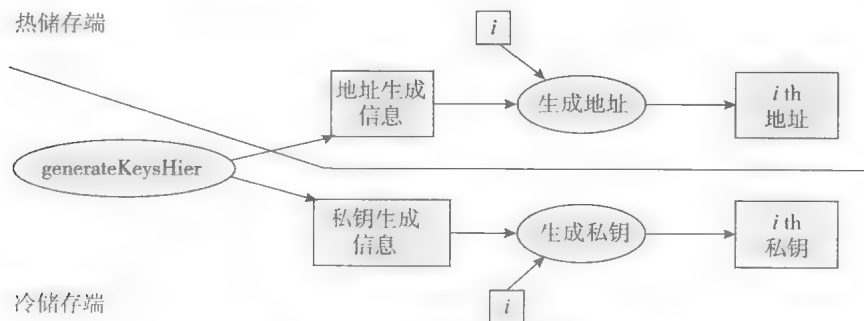 热储存端
i
地址生成
信息
生成地址
i th
地址
generateKeysHier
私钥生成
信息
生成私钥
i th
私钥
冷储存端
i